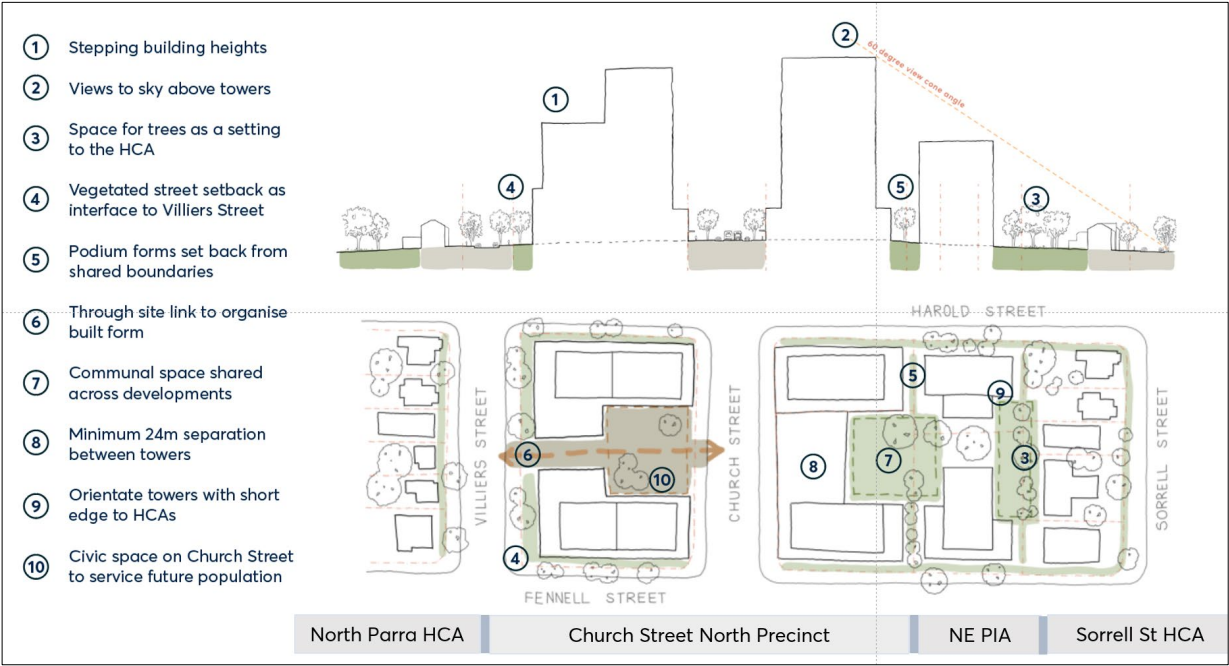 1 Stepping building heights
2 Views to sky above towers
3 Space for trees as a setting
to the HCA
4 Vegetated street setback as
interface to Villiers Street
5 Podium forms set back from
shared boundaries
6 Through site link to organise
built form
7 Communal space shared
across developments
8 Minimum 24m separation
between towers
9 Orientate towers with short
edge to HCAs
10 Civic space on Church Street
to service future population
2
60 degree view cone angle
1
4
5
3
HAROLD STREET
VILLIERS STREET
CHURCH STREET
SORRELL STREET
5
9
6
10
8
7
3
4
FENNELL STREET
North Parra HCA
Church Street North Precinct
NE PIA
Sorrell St HCA